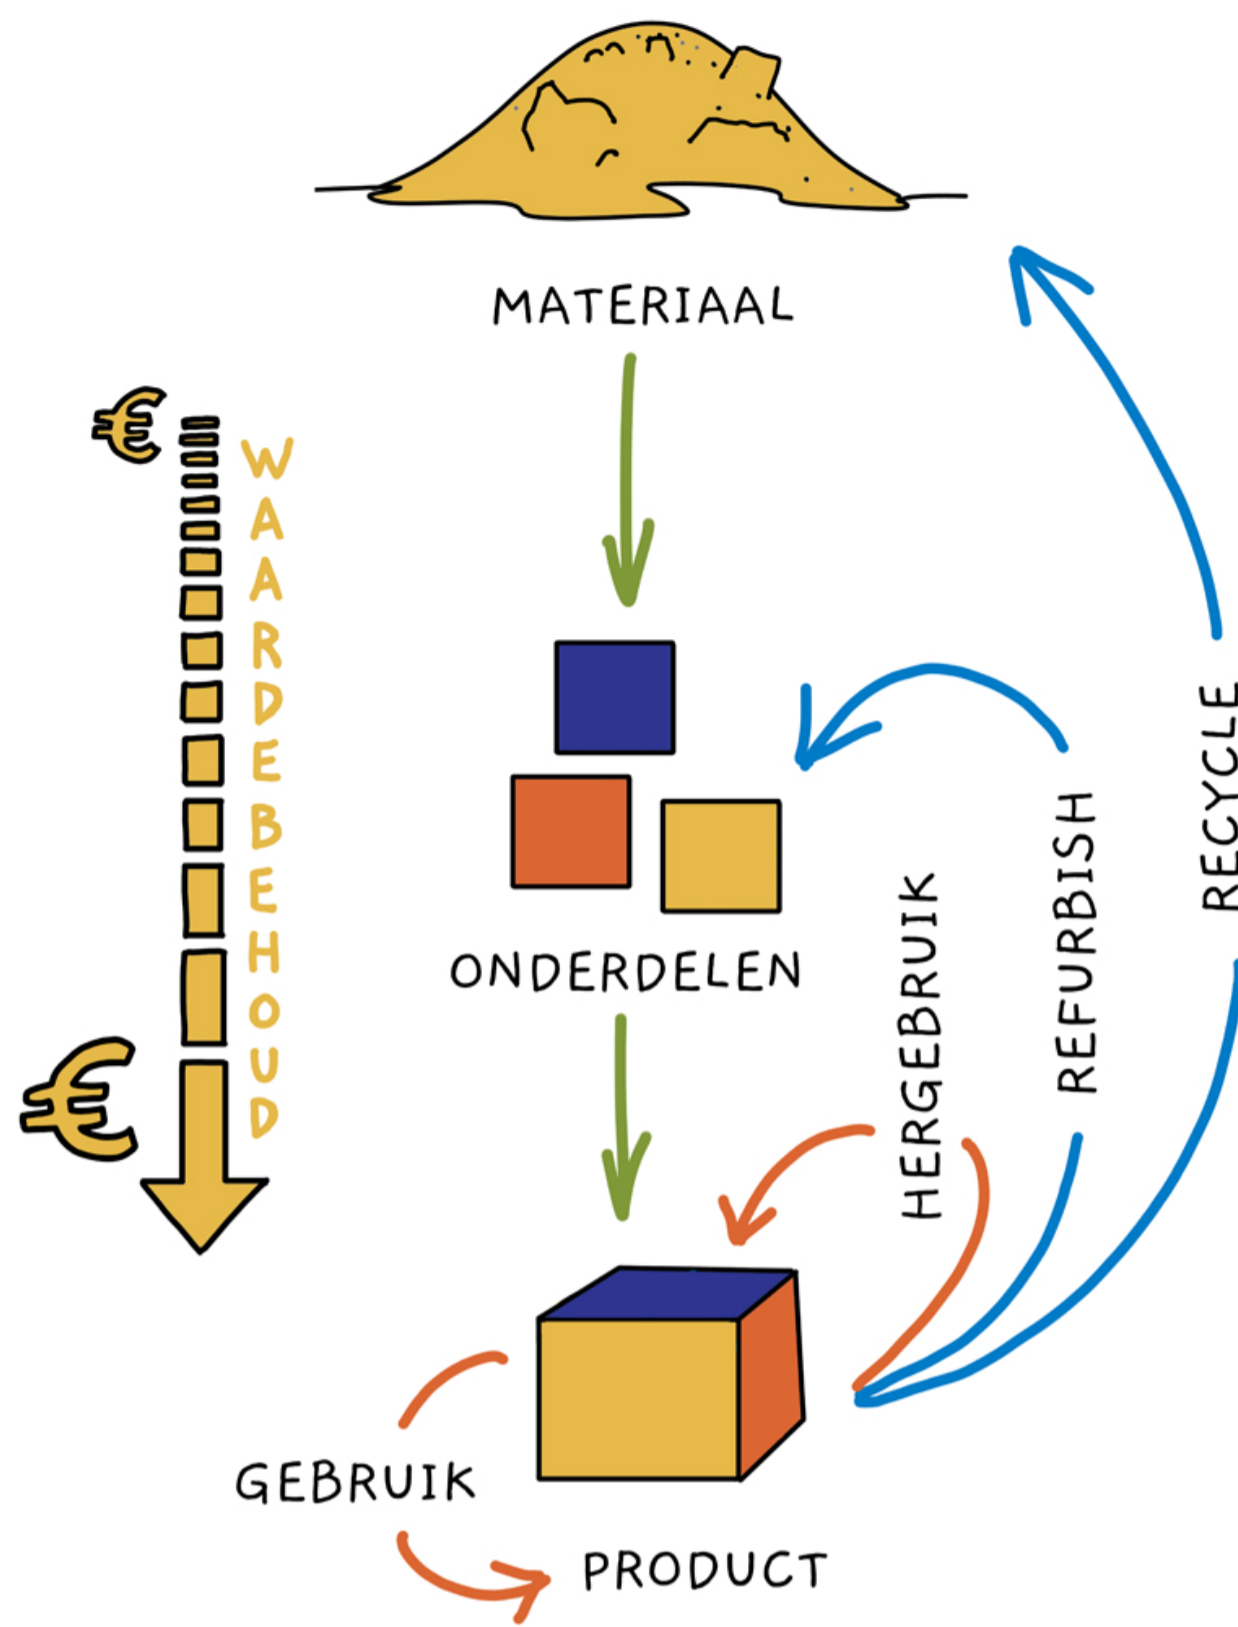 MATERIAAL
€
WAARDEBEHOUD
RECYCLE
REFURBISH
HERGEBRUIK
ONDERDELEN
€
GEBRUIK
PRODUCT